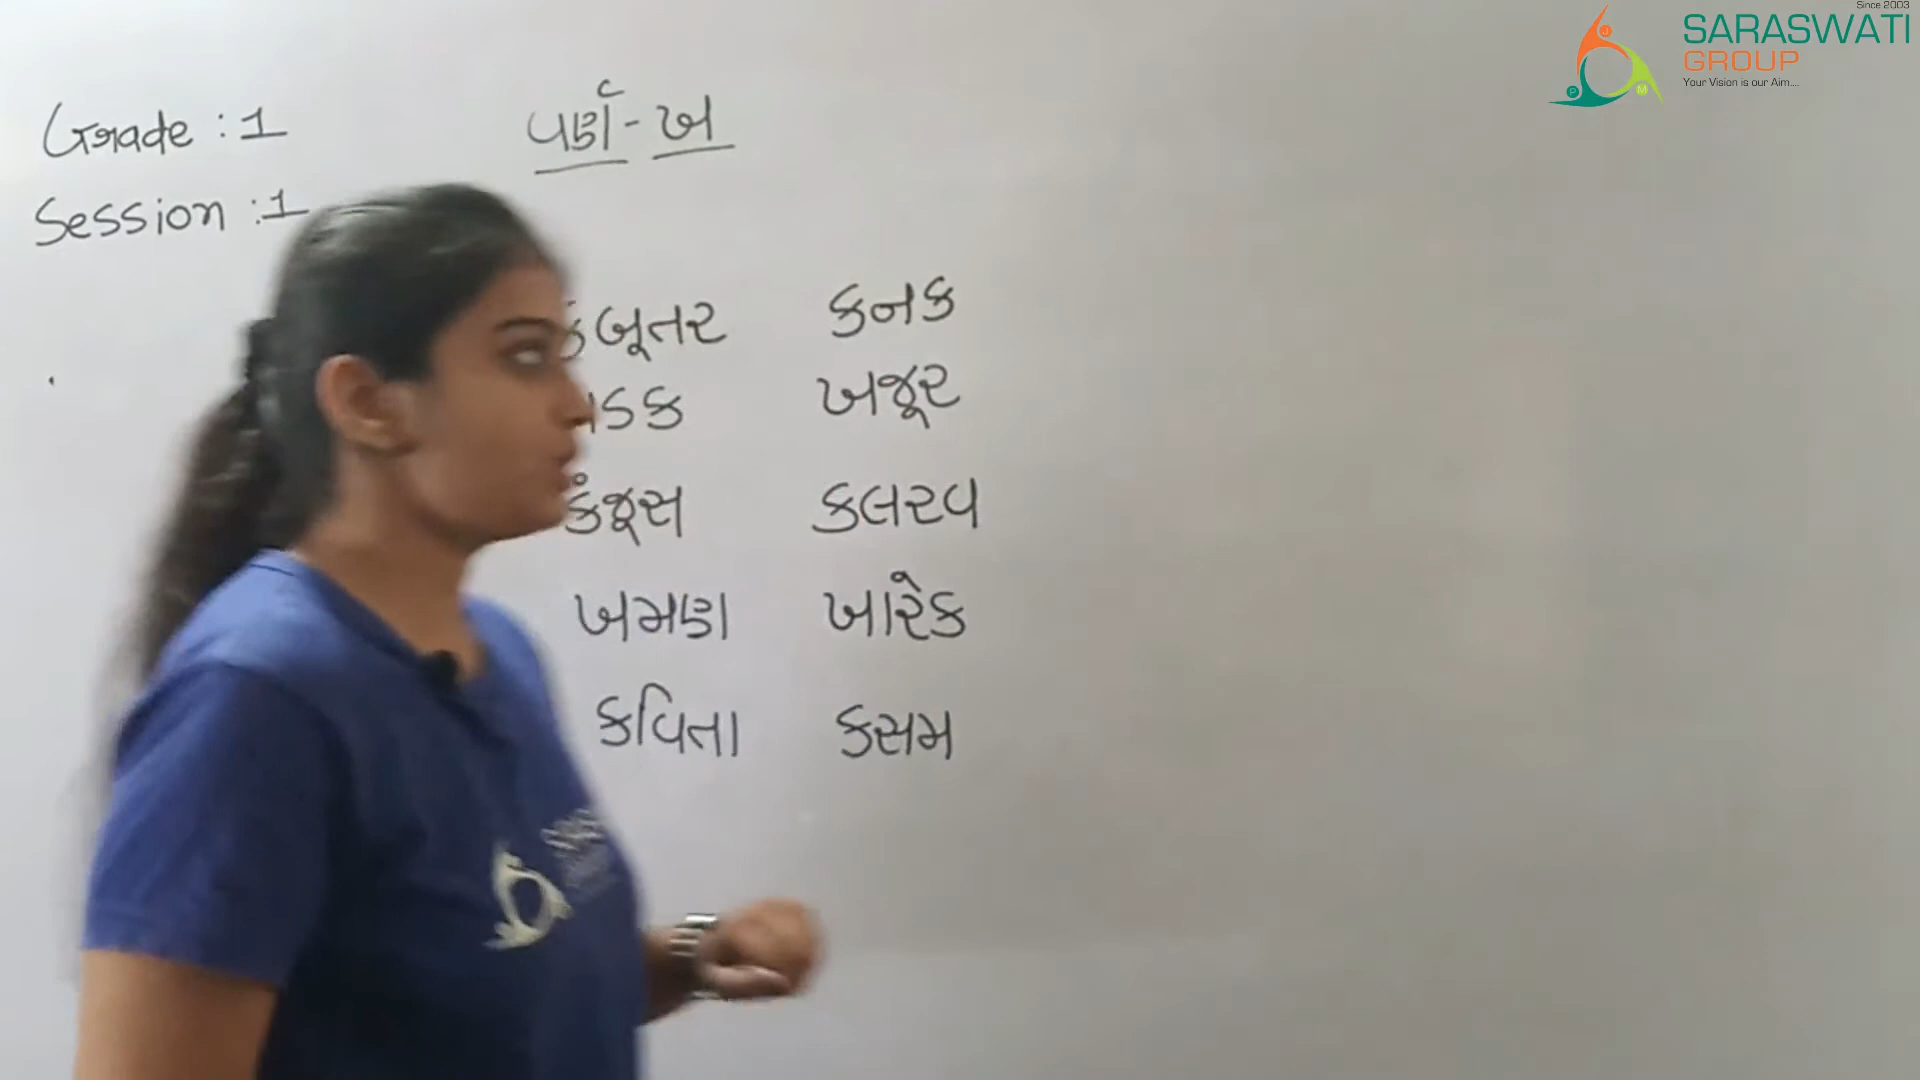 Since 2003
SARASWATI
GROUP
Your Vision is our Aim....
Grade : 1
વર્ણ - ખ
Session : 1
કબૂતર કનક
ખજૂર
કંજૂસ કલરવ
ખમણ ખારેક
કવિતા કસમ